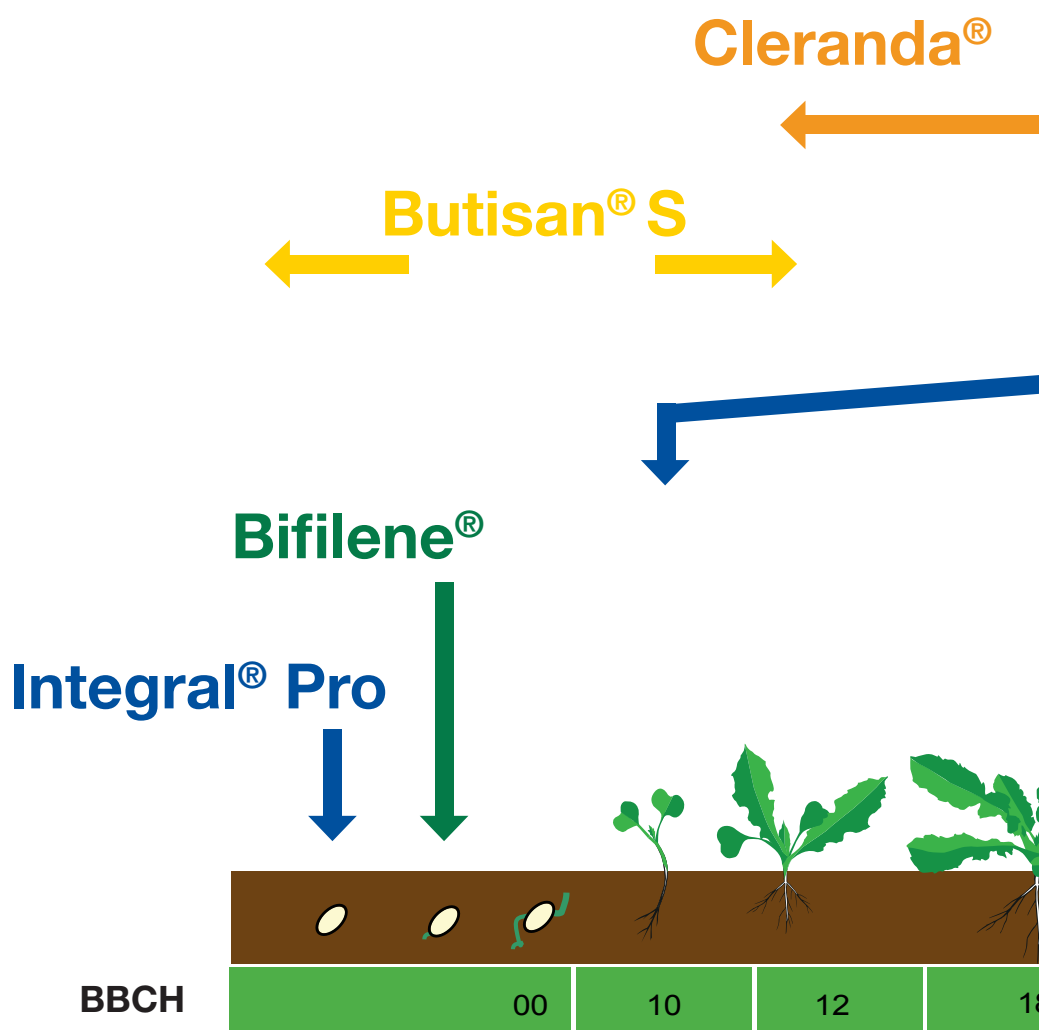 Cleranda®
Butisan® S
Bifilene®
Integral® Pro
BBCH 00 10 12